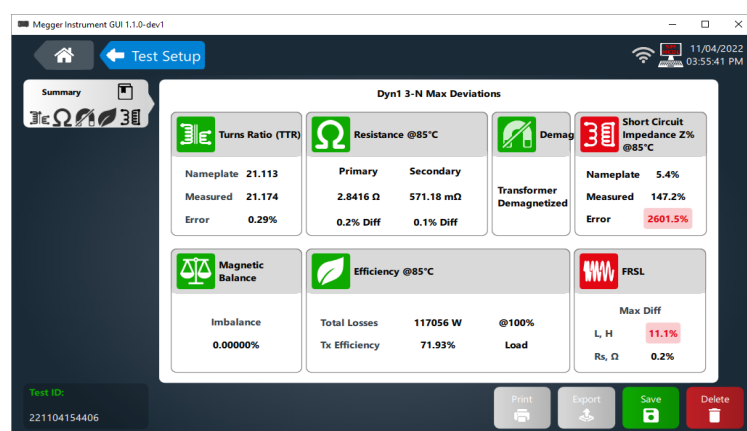 Megger Instrument GUI 1.1.0-dev1
Test Setup
11/04/2022
03:55:41 PM
Summary
Dyn1 3-N Max Deviations
Turns Ratio (TTR)
Nameplate 21.113
Measured 21.174
Error 0.29%
Resistance @85°C
Primary Secondary
2.8416 Ω 571.18 mΩ
0.2% Diff 0.1% Diff
Demag
Transformer
Demagnetized
Short Circuit
Impedance Z%
@85°C
Nameplate 5.4%
Measured 147.2%
Error 2601.5%
Magnetic
Balance
Imbalance
0.00000%
Efficiency @85°C
Total Losses 117056 W @100%
Tx Efficiency 71.93% Load
FRSL
Max Diff
L, H 11.1%
Rs, Ω 0.2%
Test ID:
221104154406
Print
Export
Save
Delete